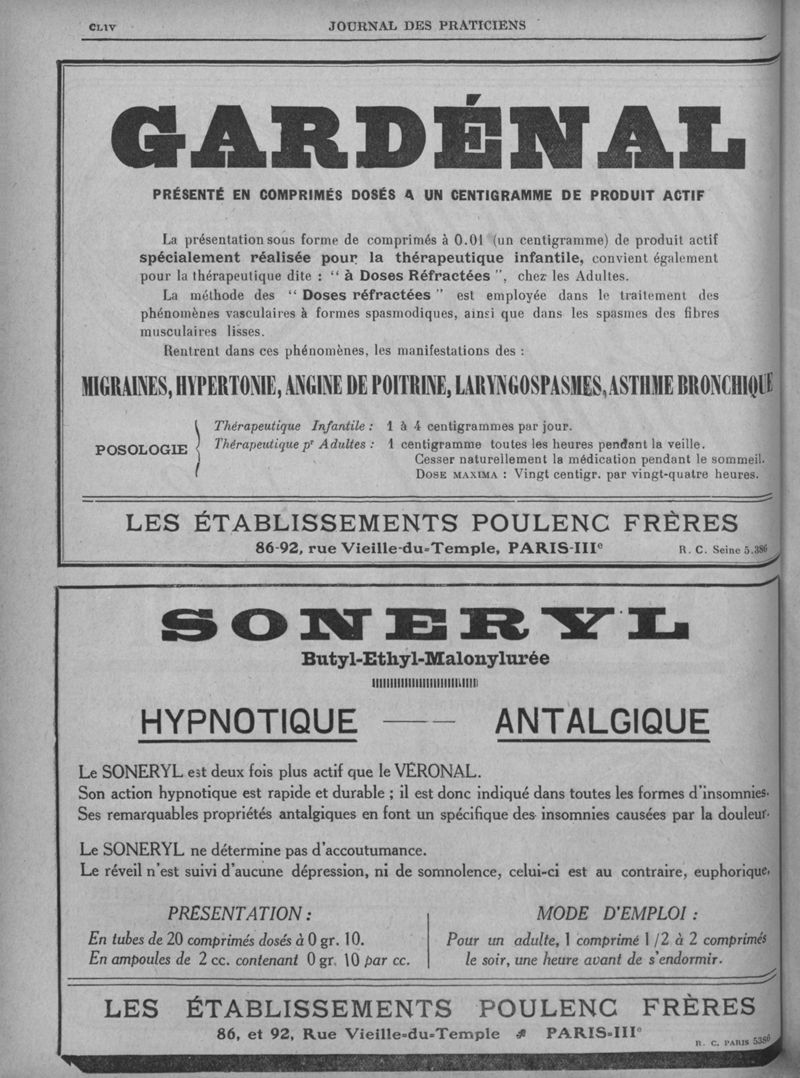 CLIV
JOURNAL DES PRATICIENS
GARDÉNAL
PRÉSENTÉ EN COMPRIMÉS DOSÉS A UN CENTIGRAMME DE PRODUIT ACTIF
La présentation sous forme de comprimés à 0.01 (un centigramme) de produit actif
spécialement réalisée pour la thérapeutique infantile, convient également
pour la thérapeutique dite : “ à Doses Réfractées ”, chez les Adultes.
La méthode des “ Doses réfractées ” est employée dans le traitement des
phénomènes vasculaires à formes spasmodiques, ainsi que dans les spasmes des fibres
musculaires lisses.
Rentrent dans ces phénomènes, les manifestations des :
MIGRAINES, HYPERTONIE, ANGINE DE POITRINE, LARYNGOSPASMES, ASTHME BRONCHIQUE
POSOLOGIE
Thérapeutique Infantile : 1 à 4 centigrammes par jour.
Thérapeutique pr Adultes : 1 centigramme toutes les heures pendant la veille.
Cesser naturellement la médication pendant le sommeil.
DOSE MAXIMA : Vingt centigr. par vingt-quatre heures.
LES ÉTABLISSEMENTS POULENC FRÈRES
86-92, rue Vieille-du-Temple, PARIS-IIIe
R. C. Seine 5.386
SONERYL
Butyl-Ethyl-Malonylurée
HYPNOTIQUE —— ANTALGIQUE
Le SONERYL est deux fois plus actif que le VÉRONAL.
Son action hypnotique est rapide et durable ; il est donc indiqué dans toutes les formes d'insomnies.
Ses remarquables propriétés antalgiques en font un spécifique des insomnies causées par la douleur.
Le SONERYL ne détermine pas d'accoutumance.
Le réveil n'est suivi d'aucune dépression, ni de somnolence, celui-ci est au contraire, euphorique.
PRÉSENTATION :
En tubes de 20 comprimés dosés à 0 gr. 10.
En ampoules de 2 cc. contenant 0 gr. 10 par cc.
MODE D'EMPLOI :
Pour un adulte, 1 comprimé 1/2 à 2 comprimés
le soir, une heure avant de s'endormir.
LES ÉTABLISSEMENTS POULENC FRÈRES
86, et 92, Rue Vieille-du-Temple PARIS-IIIe
R. C. PARIS 5386